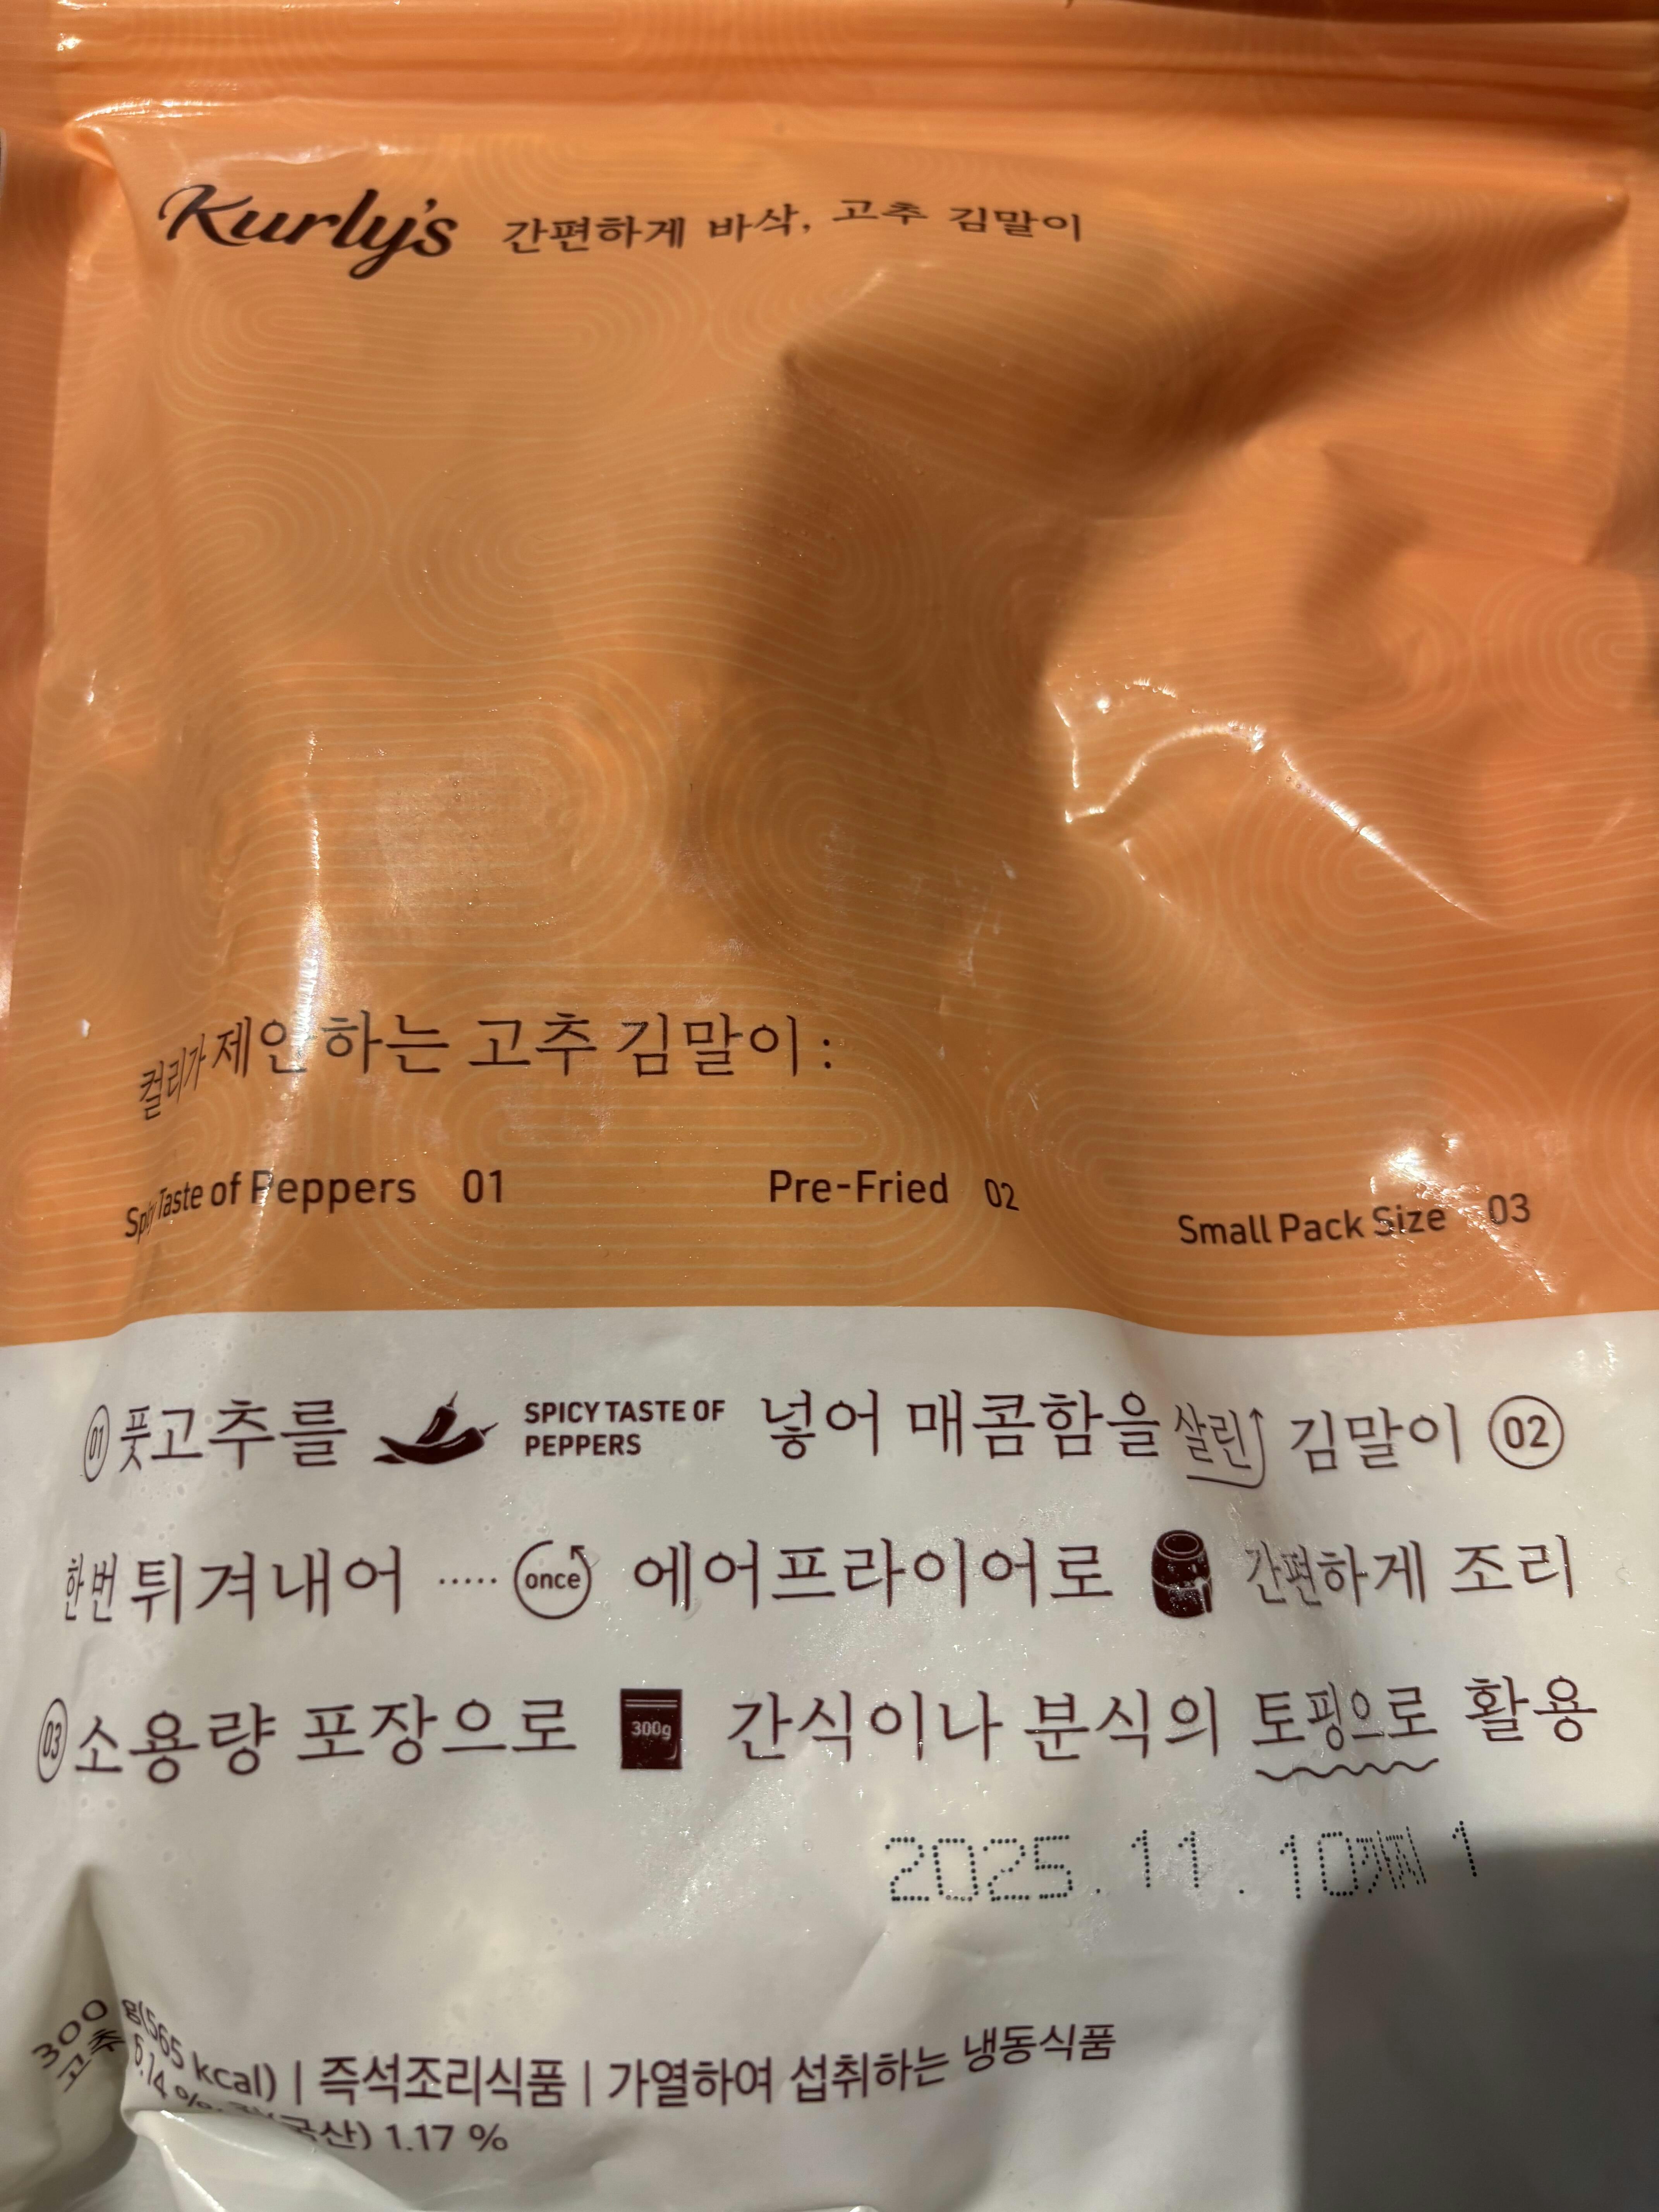 Kurly's 간편하게 바삭, 고추 김말이
컬리가 제안하는 고추 김말이 :
Spicy Taste of Peppers 01 Pre-Fried 02 Small Pack Size 03
01 풋고추를 SPICY TASTE OF PEPPERS 넣어 매콤함을 살린 김말이 02
한번 튀겨내어 ..... once 에어프라이어로 간편하게 조리
03 소용량 포장으로 300g 간식이나 분식의 토핑으로 활용
2025.11.10까지 1
300 g(565 kcal) | 즉석조리식품 | 가열하여 섭취하는 냉동식품
고추 6.14 %, 국산) 1.17 %